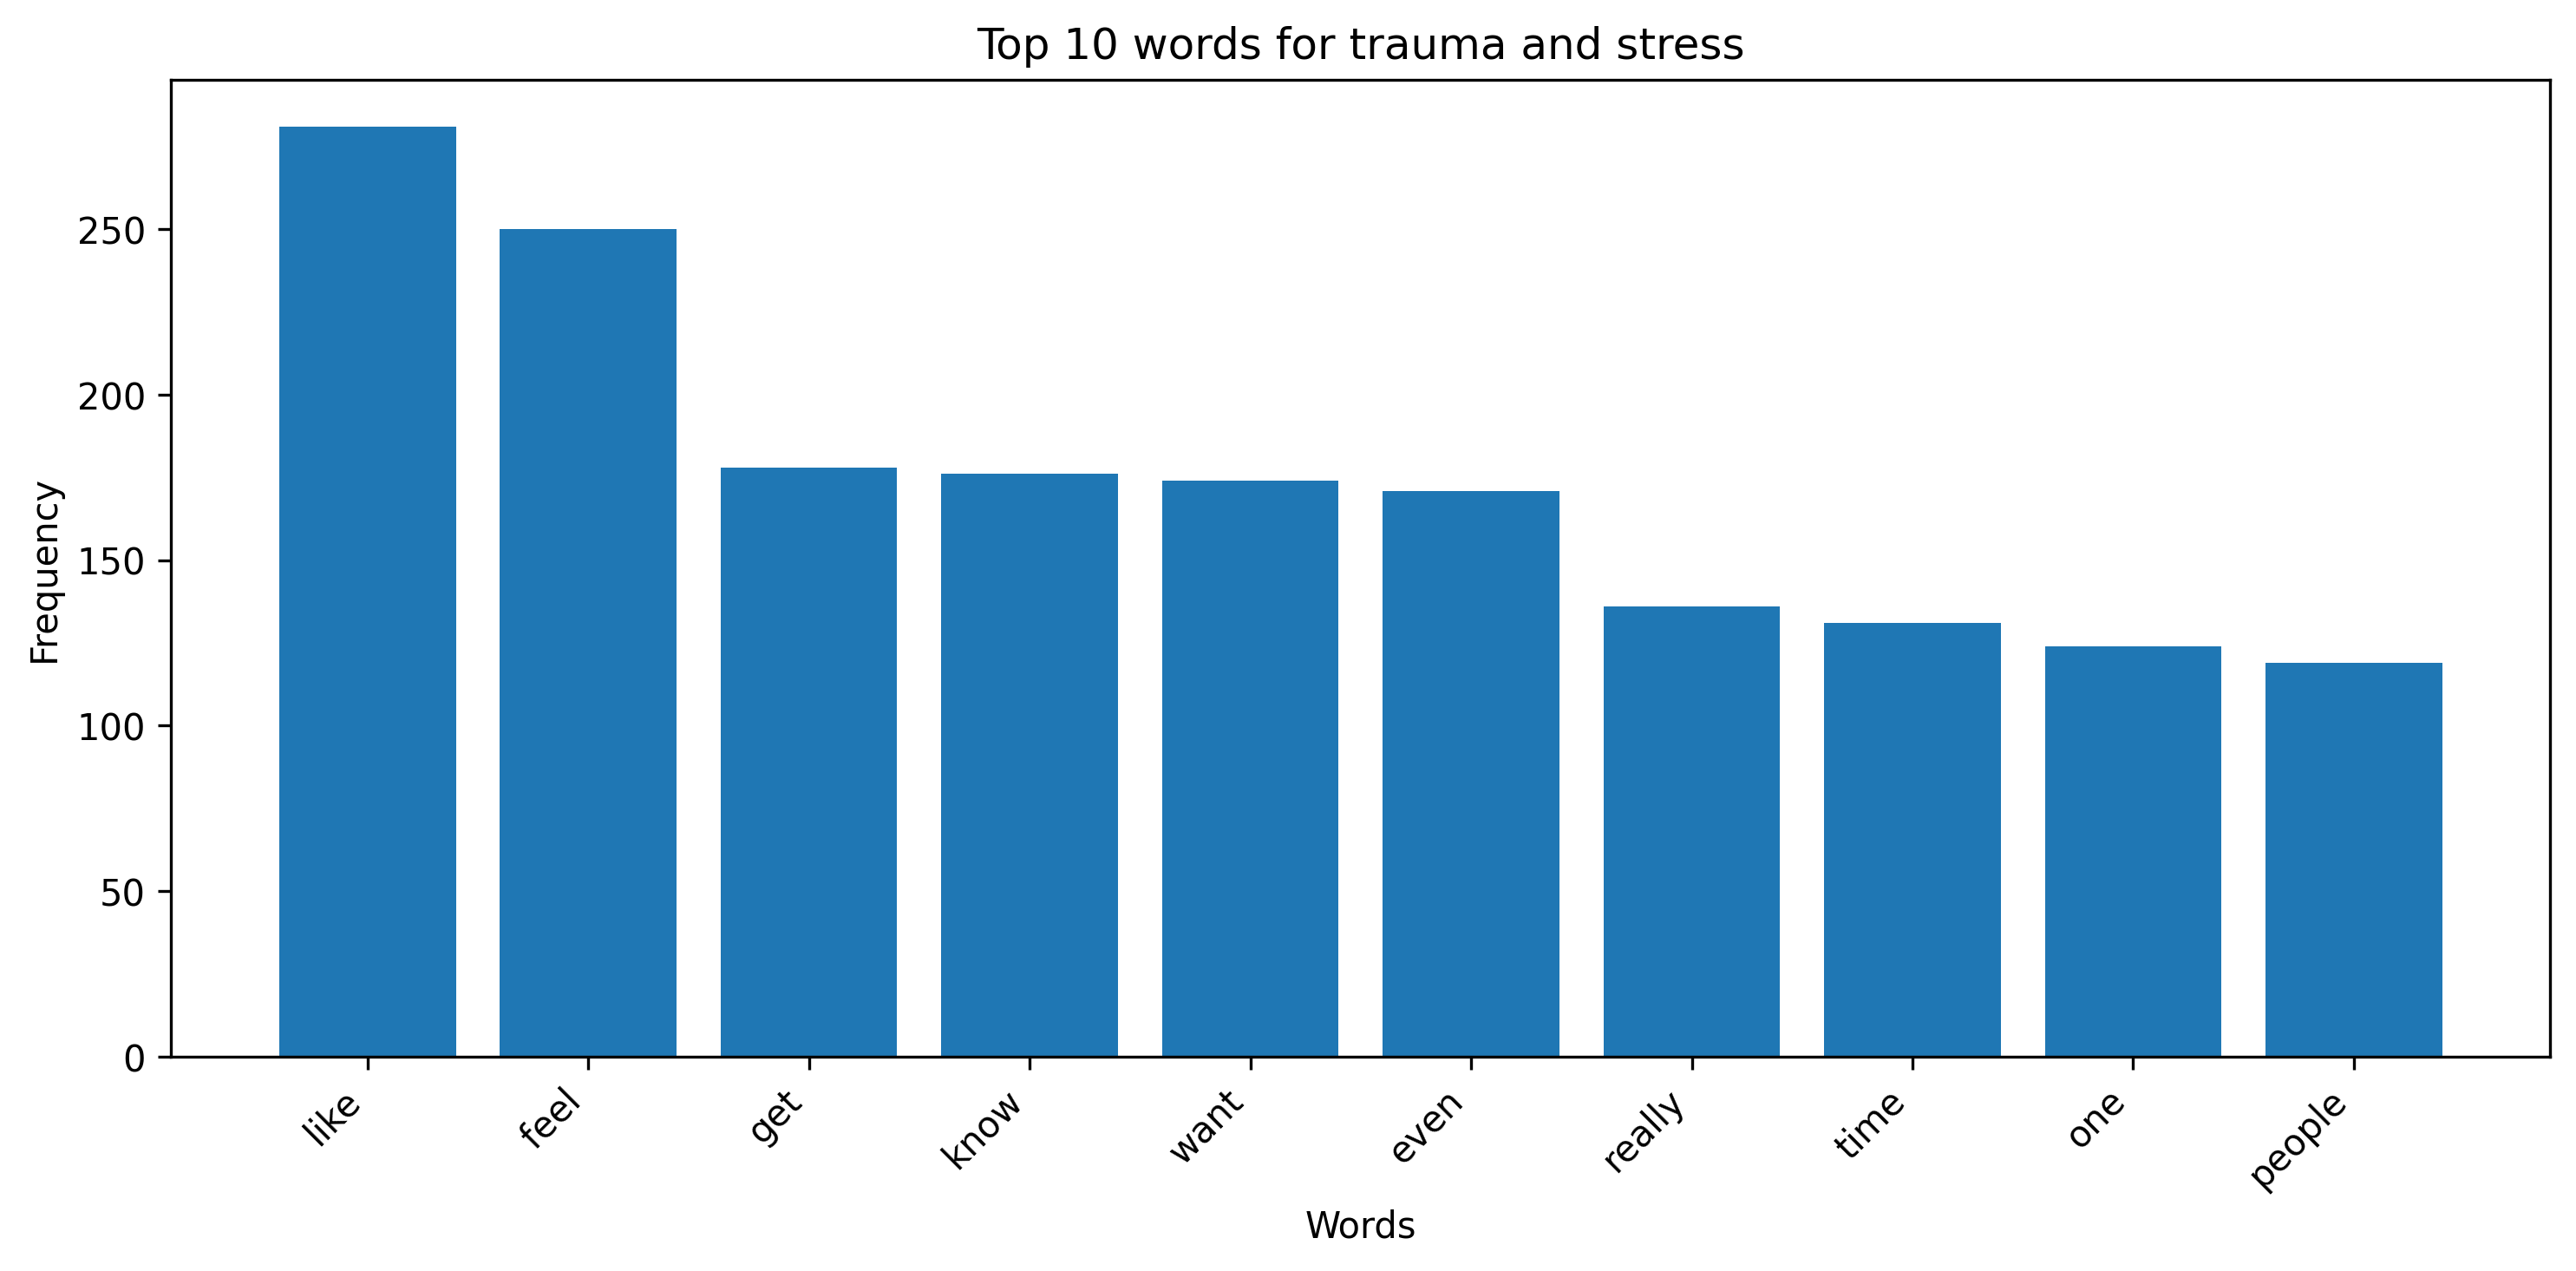 Top 10 words for trauma and stress
Frequency
250
200
150
100
50
0
like
feel
get
know
want
even
really
time
one
people
Words